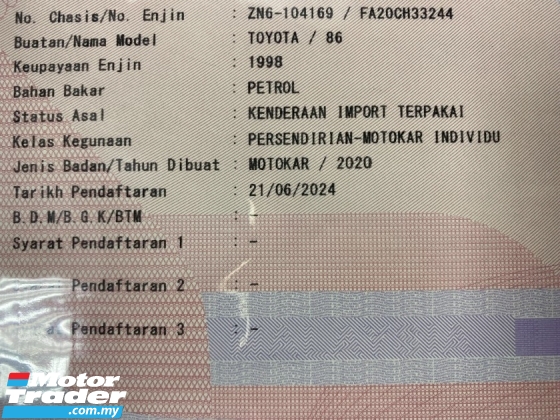 No. Chasis/No. Enjin : ZN6-104169 / FA20CH33244
Buatan/Nama Model : TOYOTA / 86
Keupayaan Enjin : 1998
Bahan Bakar : PETROL
Status Asal : KENDERAAN IMPORT TERPAKAI
Kelas Kegunaan : PERSENDIRIAN-MOTOKAR INDIVIDU
Jenis Badan/Tahun Dibuat : MOTOKAR / 2020
Tarikh Pendaftaran : 21/06/2024
B.D.M/B.G.K/BTM : -
Syarat Pendaftaran 1 : -
Pendaftaran 2 : -
Pendaftaran 3 : -
Motor
Trader
.com.my